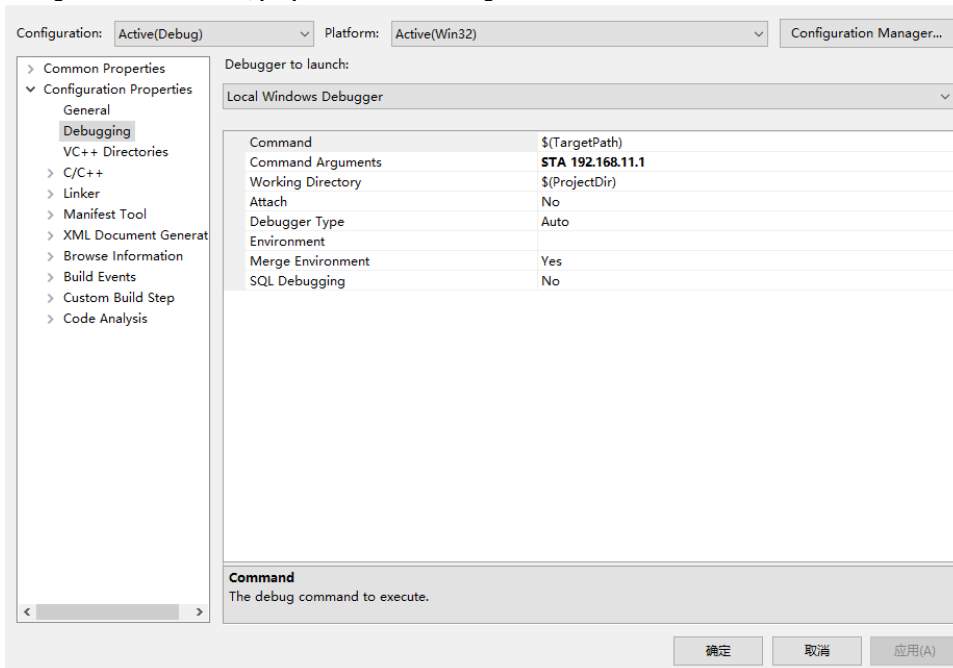 Configuration: Active(Debug) Platform: Active(Win32) Configuration Manager...
Common Properties
Configuration Properties
General
Debugging
VC++ Directories
C/C++
Linker
Manifest Tool
XML Document Generat
Browse Information
Build Events
Custom Build Step
Code Analysis
Debugger to launch:
Local Windows Debugger
Command $(TargetPath)
Command Arguments STA 192.168.11.1
Working Directory $(ProjectDir)
Attach No
Debugger Type Auto
Environment
Merge Environment Yes
SQL Debugging No
Command
The debug command to execute.
确定 取消 应用(A)